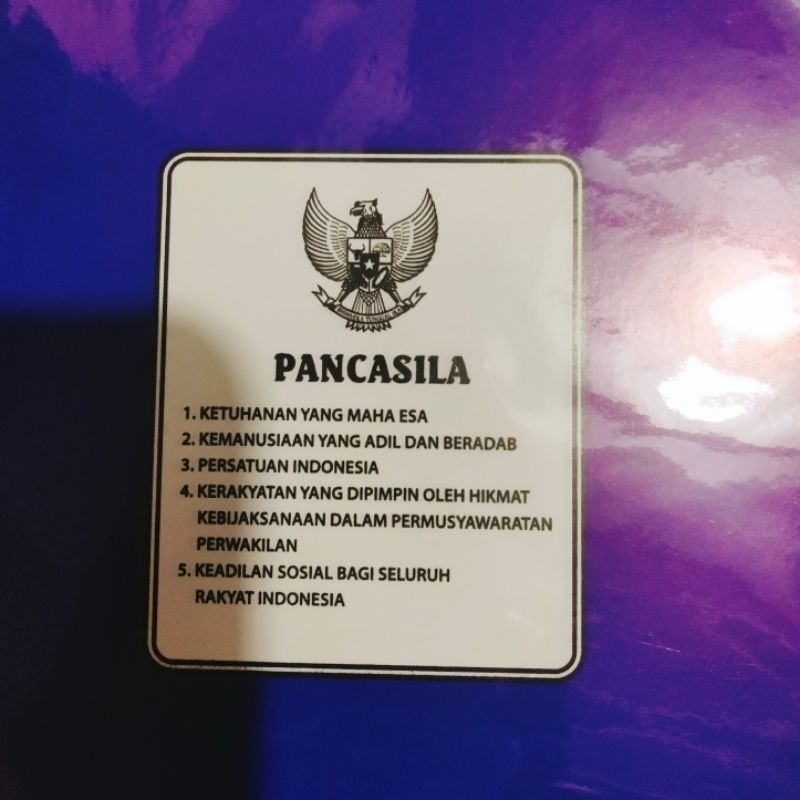 PANCASILA
1. KETUHANAN YANG MAHA ESA
2. KEMANUSIAAN YANG ADIL DAN BERADAB
3. PERSATUAN INDONESIA
4. KERAKYATAN YANG DIPIMPIN OLEH HIKMAT
KEBIJAKSANAAN DALAM PERMUSYAWARATAN
PERWAKILAN
5. KEADILAN SOSIAL BAGI SELURUH
RAKYAT INDONESIA